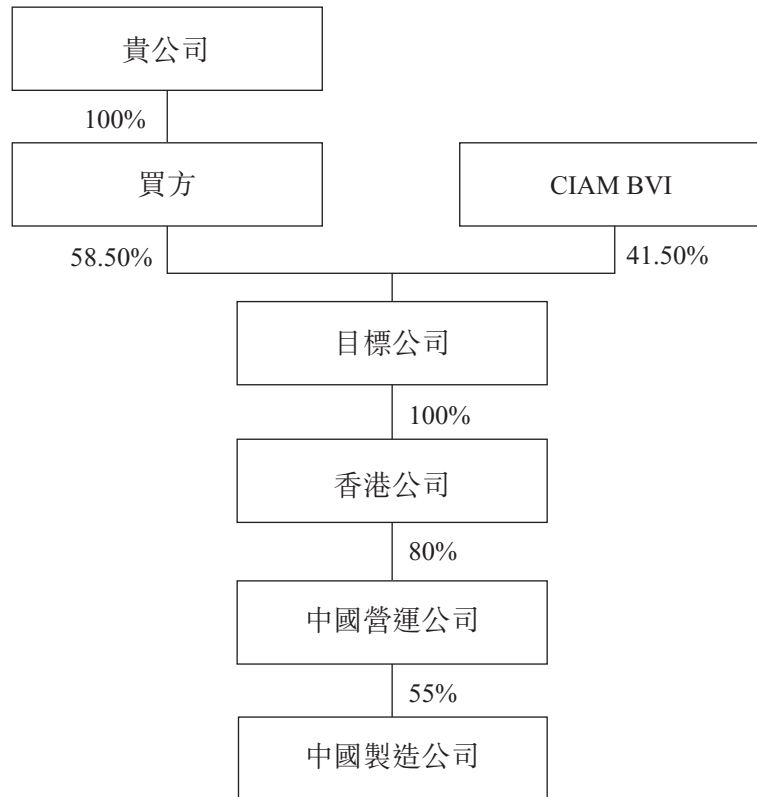 貴公司
100%
買方
CIAM BVI
58.50%
41.50%
目標公司
100%
香港公司
80%
中國營運公司
55%
中國製造公司